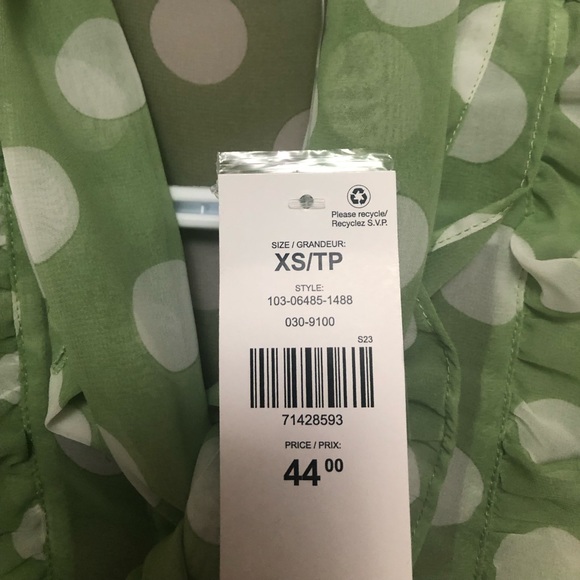 Please recycle/
Recyclez S.V.P.
SIZE / GRANDEUR:
XS/TP
STYLE:
103-06485-1488
030-9100
S23
71428593
PRICE / PRIX:
44 00